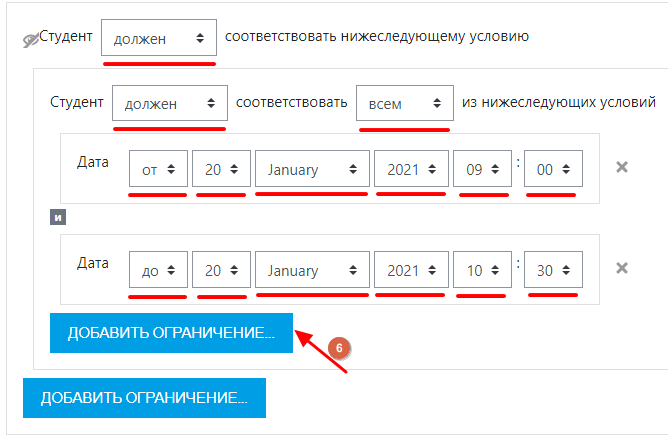 Студент должен соответствовать нижеследующему условию
Студент должен соответствовать всем из нижеследующих условий
Дата от 20 January 2021 09 : 00
и
Дата до 20 January 2021 10 : 30
ДОБАВИТЬ ОГРАНИЧЕНИЕ...
6
ДОБАВИТЬ ОГРАНИЧЕНИЕ...